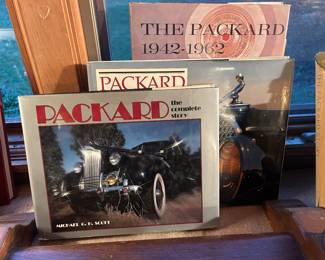 THE PACKARD
1942-1962
PACKARD
PACKARD
the
complete
story
MICHAEL G. H. SCOTT